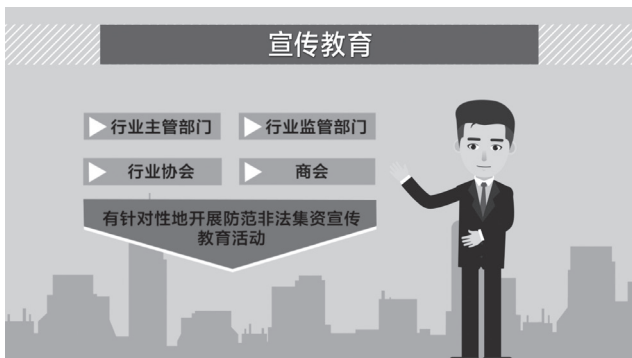 宣传教育
行业主管部门 行业监管部门
行业协会 商会
有针对性地开展防范非法集资宣传
教育活动